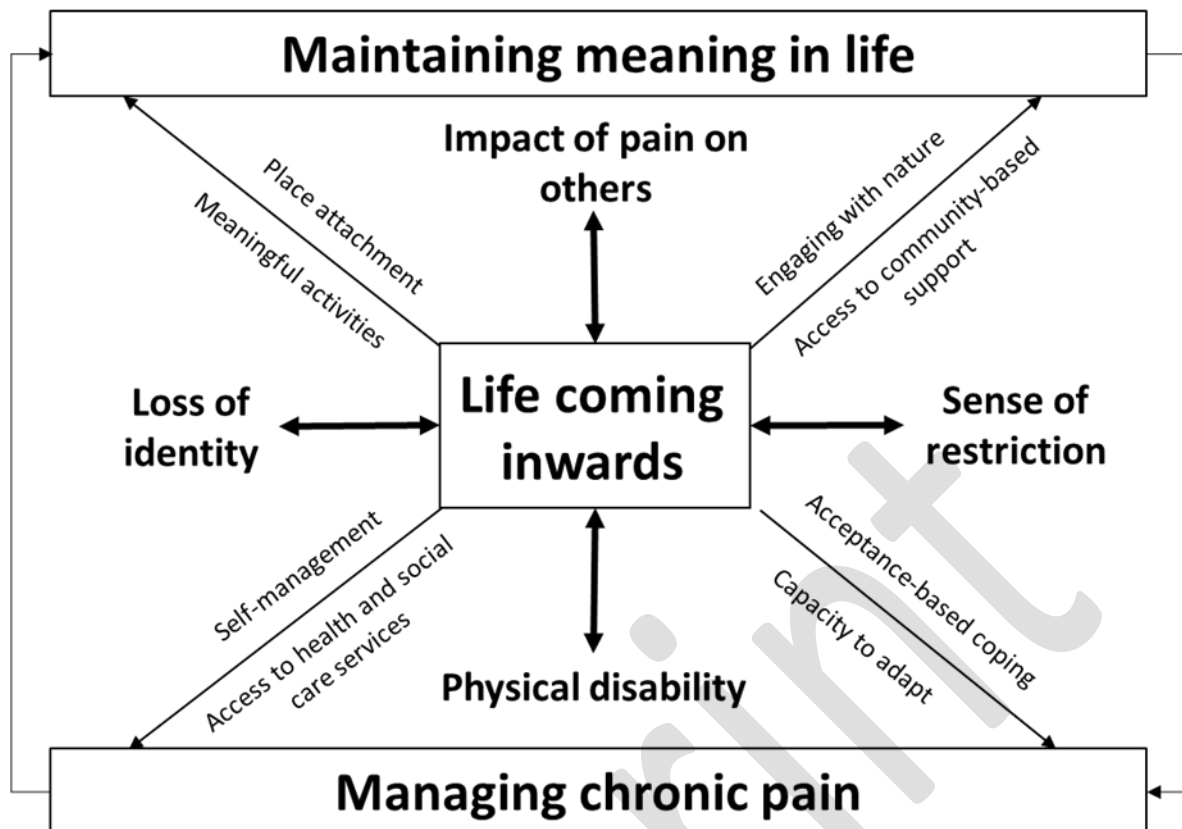 Maintaining meaning in life
Impact of pain on
others
Place attachment
Meaningful activities
Engaging with nature
Access to community-based
support
Loss of
identity
Life coming
inwards
Sense of
restriction
Self-management
Access to health and social
care services
Acceptance-based coping
Capacity to adapt
Physical disability
Managing chronic pain
rint